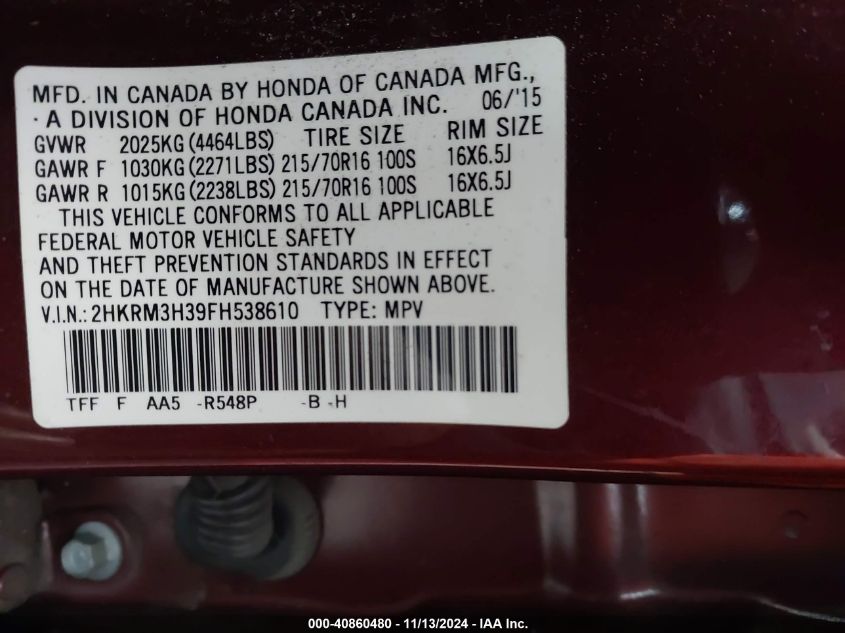 MFD. IN CANADA BY HONDA OF CANADA MFG.,
· A DIVISION OF HONDA CANADA INC. 06/'15
GVWR 2025KG (4464LBS) TIRE SIZE RIM SIZE
GAWR F 1030KG (2271LBS) 215/70R16 100S 16X6.5J
GAWR R 1015KG (2238LBS) 215/70R16 100S 16X6.5J
THIS VEHICLE CONFORMS TO ALL APPLICABLE
FEDERAL MOTOR VEHICLE SAFETY
AND THEFT PREVENTION STANDARDS IN EFFECT
ON THE DATE OF MANUFACTURE SHOWN ABOVE.
V.I.N.: 2HKRM3H39FH538610 TYPE: MPV
TFF F AA5 -R548P -B -H
000-40860480 - 11/13/2024 - IAA Inc.